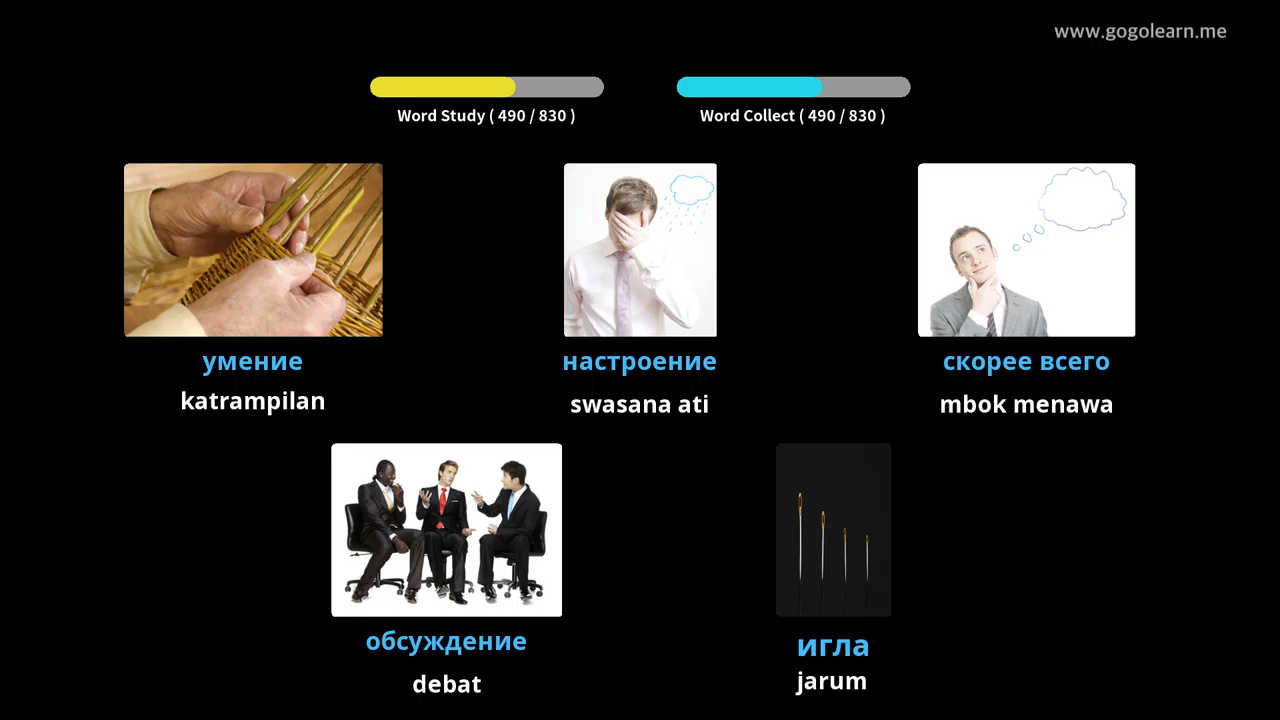 www.gogolearn.me
Word Study ( 490 / 830 )
Word Collect ( 490 / 830 )
умение
katrampilan
настроение
swasana ati
скорее всего
mbok menawa
обсуждение
debat
игла
jarum